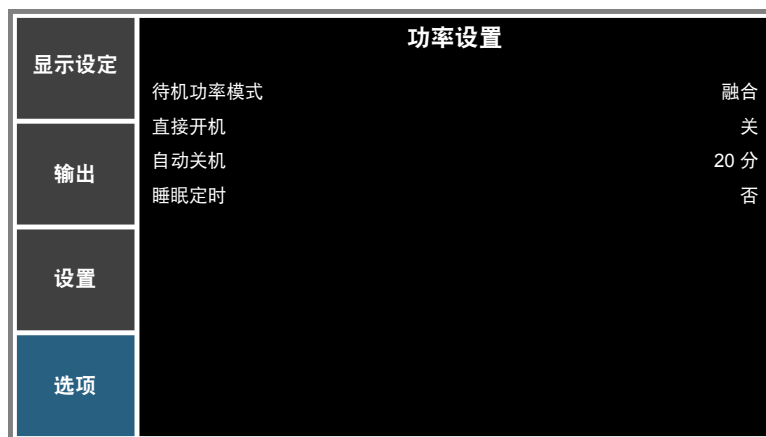 显示设定
输出
设置
选项
功率设置
待机功率模式 融合
直接开机 关
自动关机 20 分
睡眠定时 否